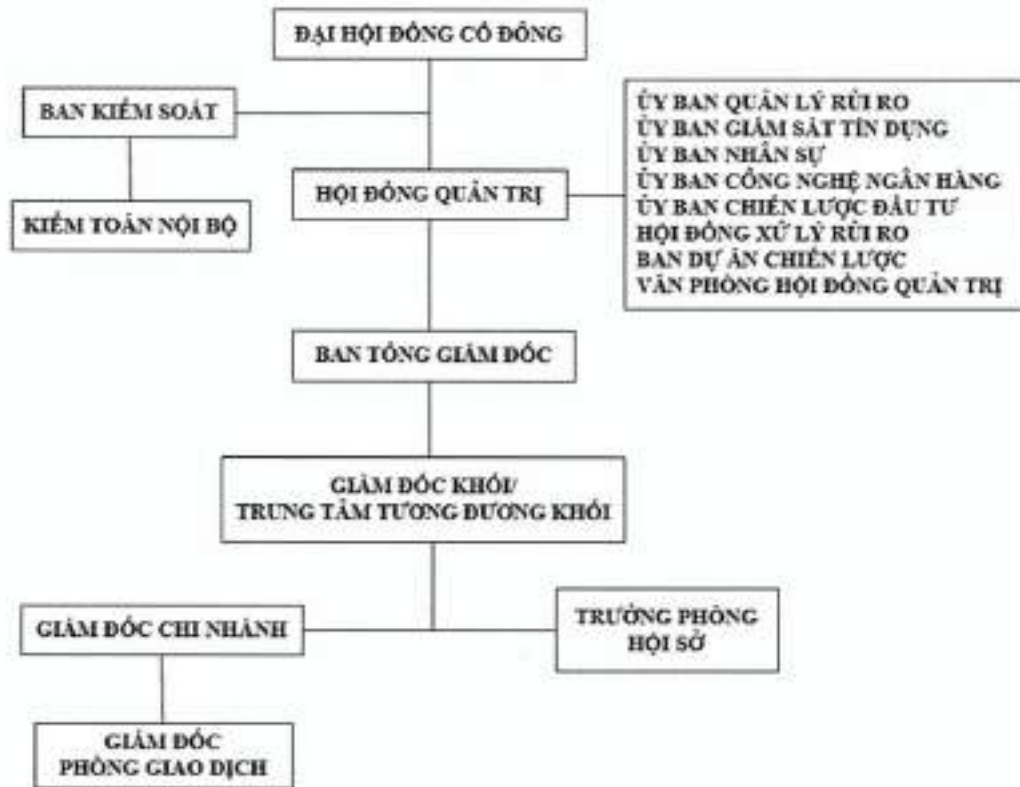 ĐẠI HỘI ĐỒNG CỔ ĐÔNG
BAN KIỂM SOÁT
KIỂM TOÁN NỘI BỘ
HỘI ĐỒNG QUẢN TRỊ
ỦY BAN QUẢN LÝ RỦI RO
ỦY BAN GIÁM SÁT TÍN DỤNG
ỦY BAN NHÂN SỰ
ỦY BAN CÔNG NGHỆ NGÂN HÀNG
ỦY BAN CHIẾN LƯỢC ĐẦU TƯ
HỘI ĐỒNG XỬ LÝ RỦI RO
BAN DỰ ÁN CHIẾN LƯỢC
VĂN PHÒNG HỘI ĐỒNG QUẢN TRỊ
BAN TỔNG GIÁM ĐỐC
GIÁM ĐỐC KHỐI/
TRUNG TÂM TƯƠNG ĐƯƠNG KHỐI
GIÁM ĐỐC CHI NHÁNH
TRƯỞNG PHÒNG
HỘI SỞ
GIÁM ĐỐC
PHÒNG GIAO DỊCH